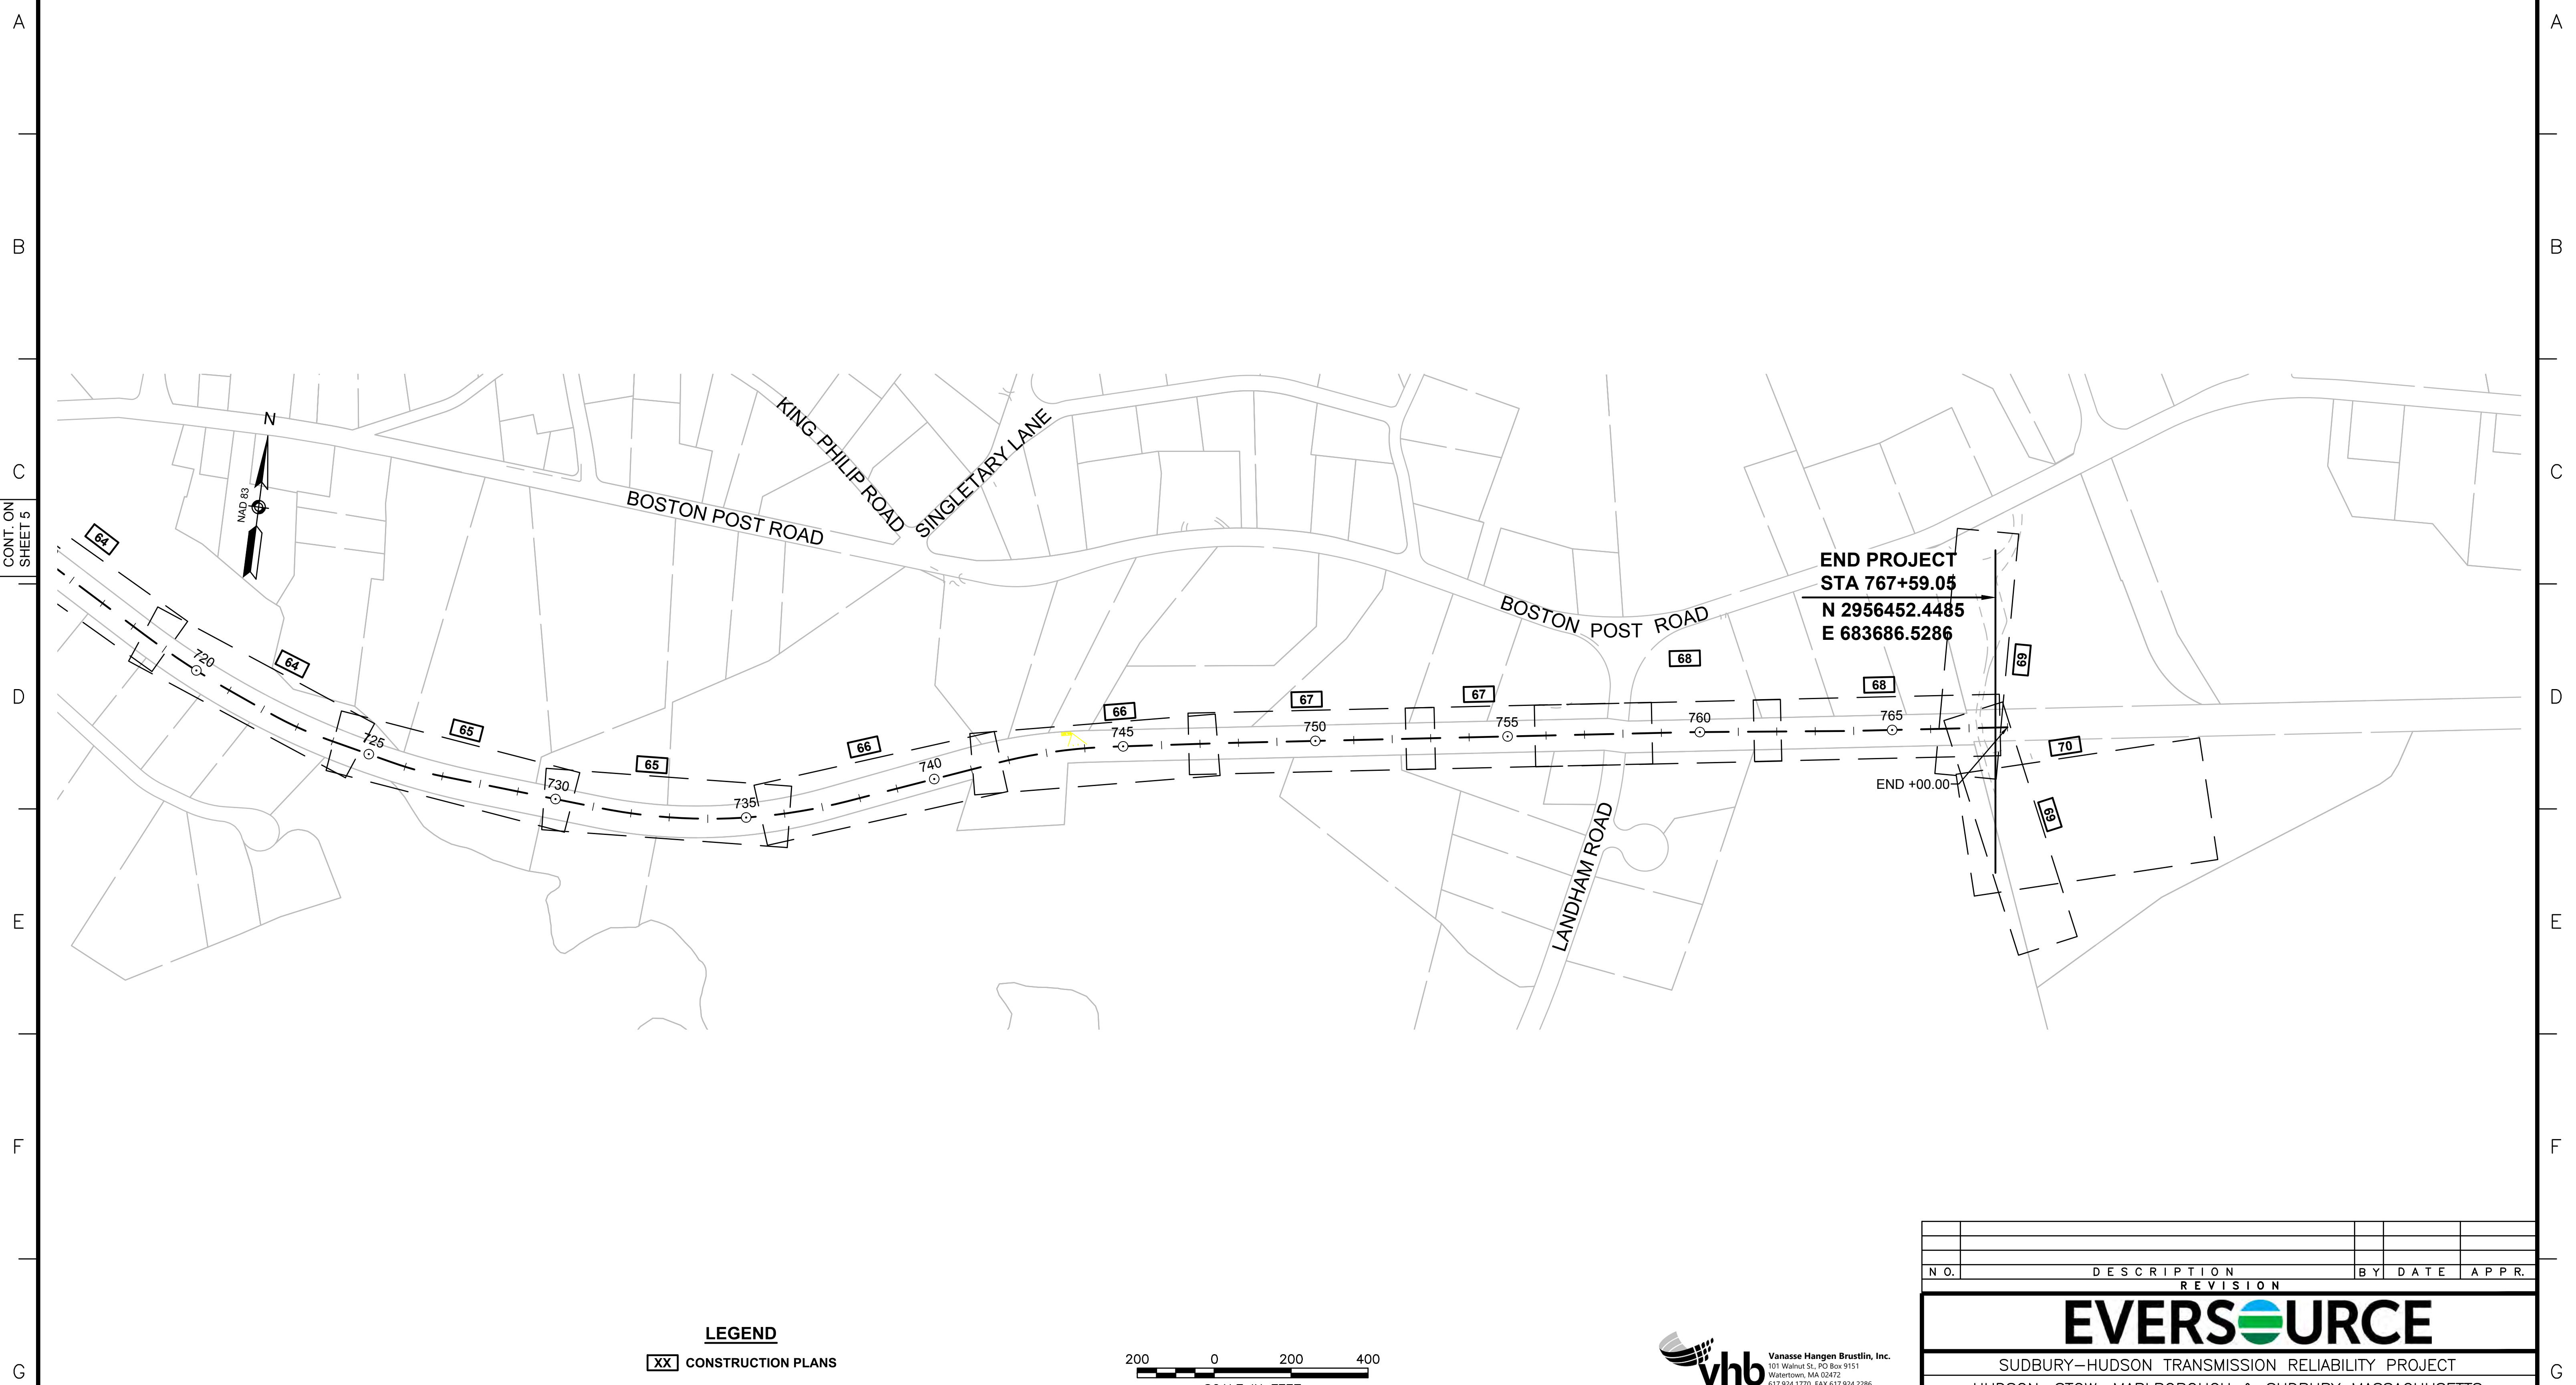 A
A
B
B
KING PHILIP ROAD
SINGLETARY LANE
N
C
C
NAD 83
BOSTON POST ROAD
CONT. ON
SHEET 5
64
END PROJECT
STA 767+59.05
N 2956452.4485
E 683686.5286
BOSTON POST ROAD
64
720
68
69
D
D
65
725
66
67
67
68
745
750
755
760
765
65
66
70
730
735
740
END +00.00
69
LANDHAM ROAD
E
E
F
F
NO.
DESCRIPTION
BY
DATE
APPR.
REVISION
EVERSOURCE
LEGEND
XX CONSTRUCTION PLANS
200 0 200 400
vhb
Vanasse Hangen Brustlin, Inc.
101 Walnut St., PO Box 9151
Watertown, MA 02472
SUDBURY-HUDSON TRANSMISSION RELIABILITY PROJECT
G
G